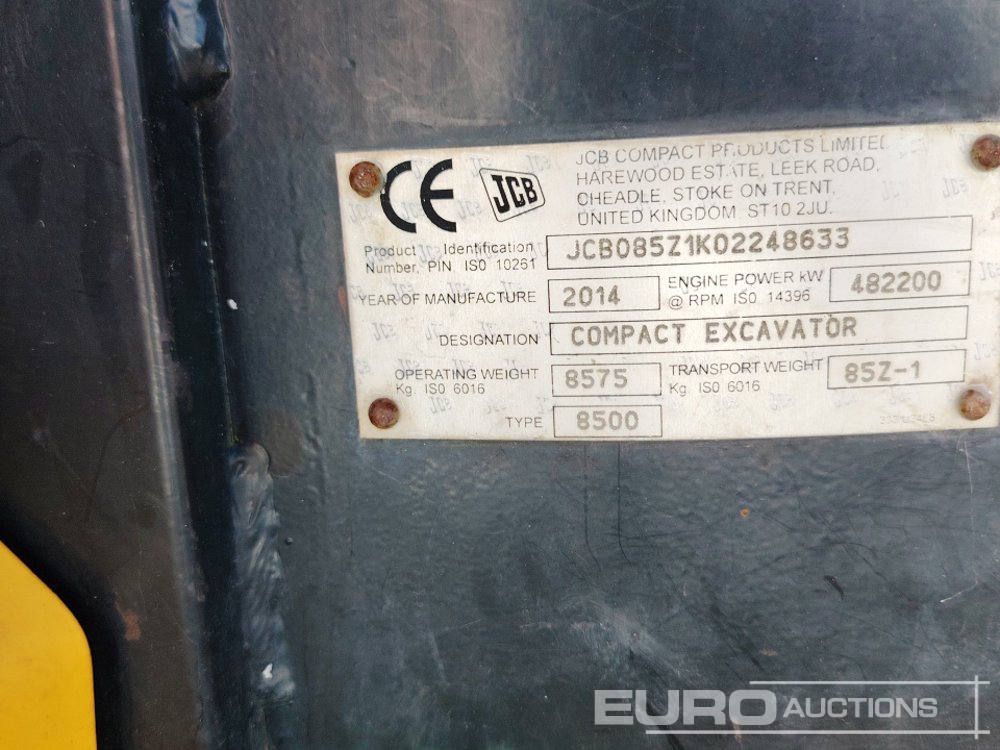 CE JCB JCB COMPACT PRODUCTS LIMITED
HAREWOOD ESTATE, LEEK ROAD,
CHEADLE, STOKE ON TRENT,
UNITED KINGDOM ST10 2JU.
Product Identification
Number, PIN ISO 10261
JCB085Z1K02248633
YEAR OF MANUFACTURE 2014
ENGINE POWER kW
@ RPM ISO 14396
482200
DESIGNATION COMPACT EXCAVATOR
OPERATING WEIGHT
Kg. ISO 6016
8575
TRANSPORT WEIGHT
Kg. ISO 6016
85Z-1
TYPE 8500
EURO AUCTIONS